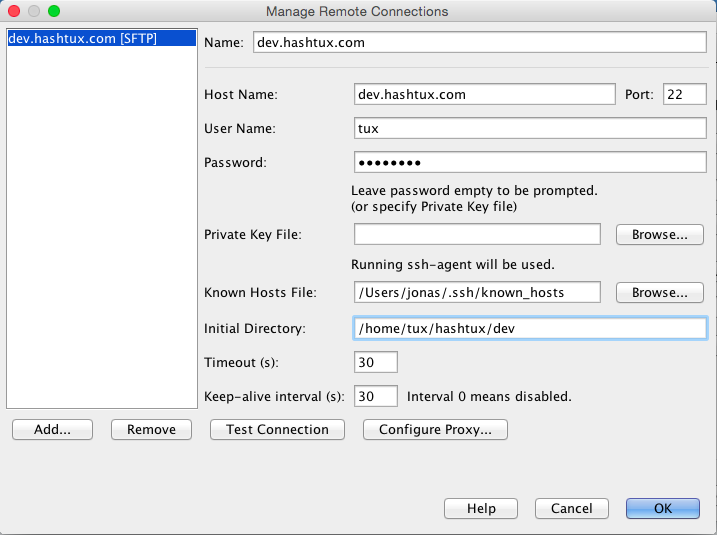 Manage Remote Connections
dev.hashtux.com [SFTP]
Name: dev.hashtux.com
Host Name: dev.hashtux.com Port: 22
User Name: tux
Password: ••••••••
Leave password empty to be prompted.
(or specify Private Key file)
Private Key File: Browse...
Running ssh-agent will be used.
Known Hosts File: /Users/jonas/.ssh/known_hosts Browse...
Initial Directory: /home/tux/hashtux/dev
Timeout (s): 30
Keep-alive interval (s): 30 Interval 0 means disabled.
Add... Remove Test Connection Configure Proxy...
Help Cancel OK